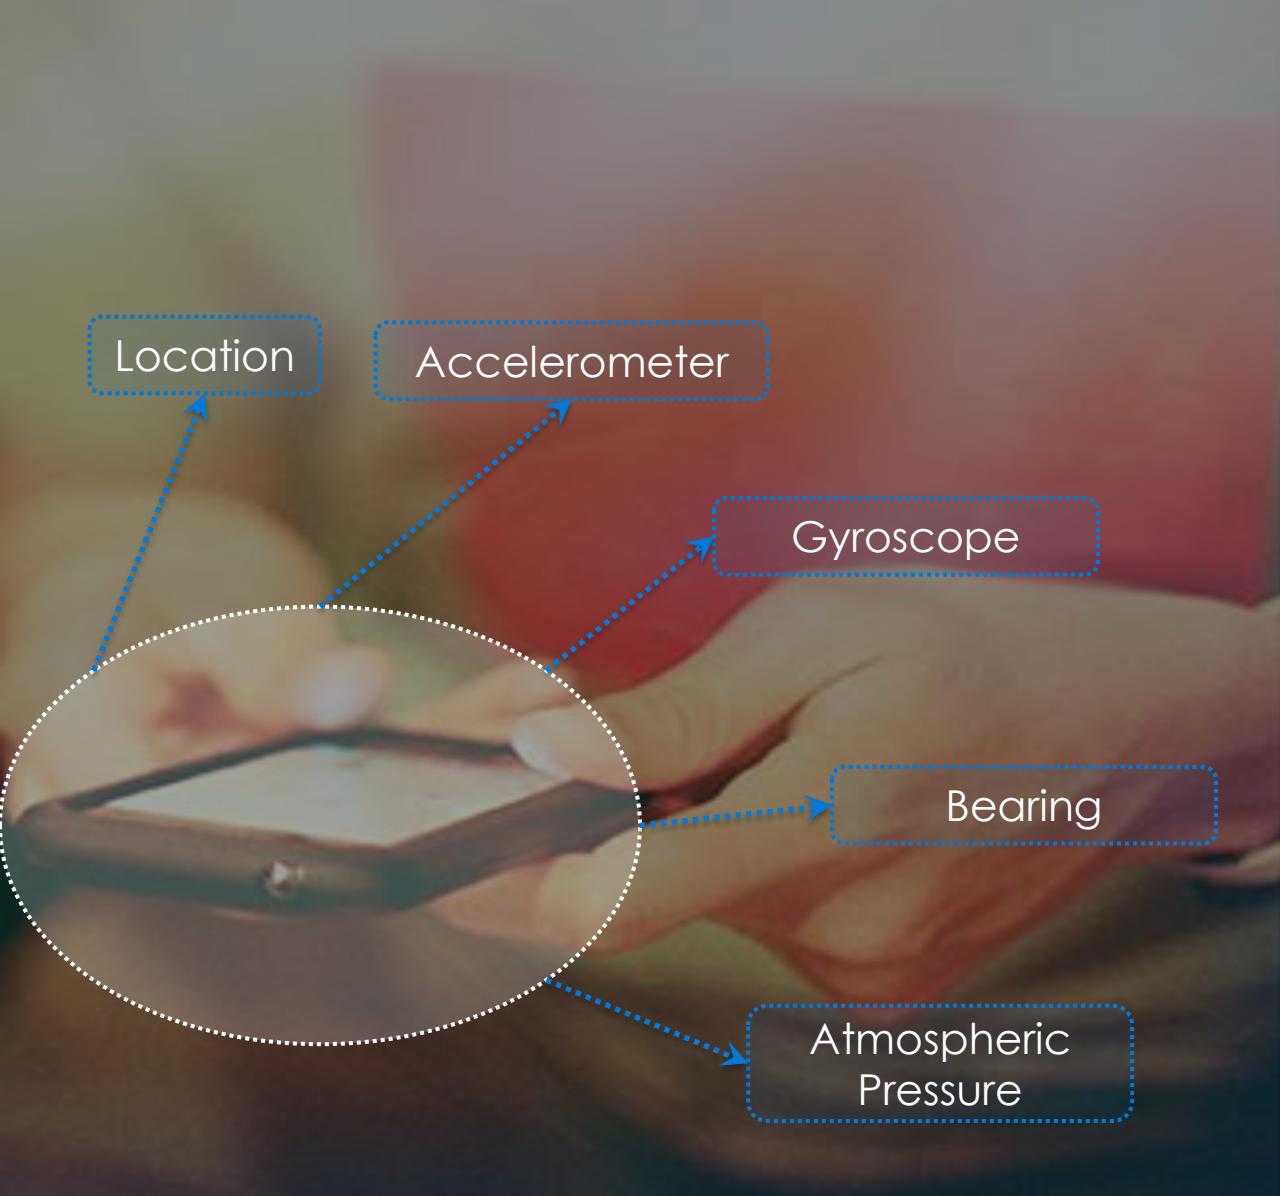 Location
Accelerometer
Gyroscope
Bearing
Atmospheric
Pressure